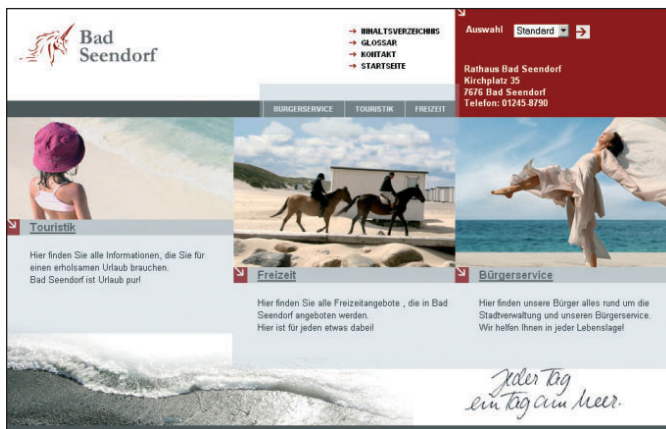 Bad
Seendorf
INHALTSVERZEICHNIS
GLOSSAR
KONTAKT
STARTSEITE
Auswahl Standard
Rathaus Bad Seendorf
Kirchplatz 35
7676 Bad Seendorf
Telefon: 01245-8790
BÜRGERSERVICE TOURISTIK FREIZEIT
Touristik
Hier finden Sie alle Informationen, die Sie für
einen erholsamen Urlaub brauchen.
Bad Seendorf ist Urlaub pur!
Freizeit
Hier finden Sie alle Freizeitangebote , die in Bad
Seendorf angeboten werden.
Hier ist für jeden etwas dabei!
Bürgerservice
Hier finden unsere Bürger alles rund um die
Stadtverwaltung und unseren Bürgerservice.
Wir helfen Ihnen in jeder Lebenslage!
Jeder Tag
ein Tag am Meer.